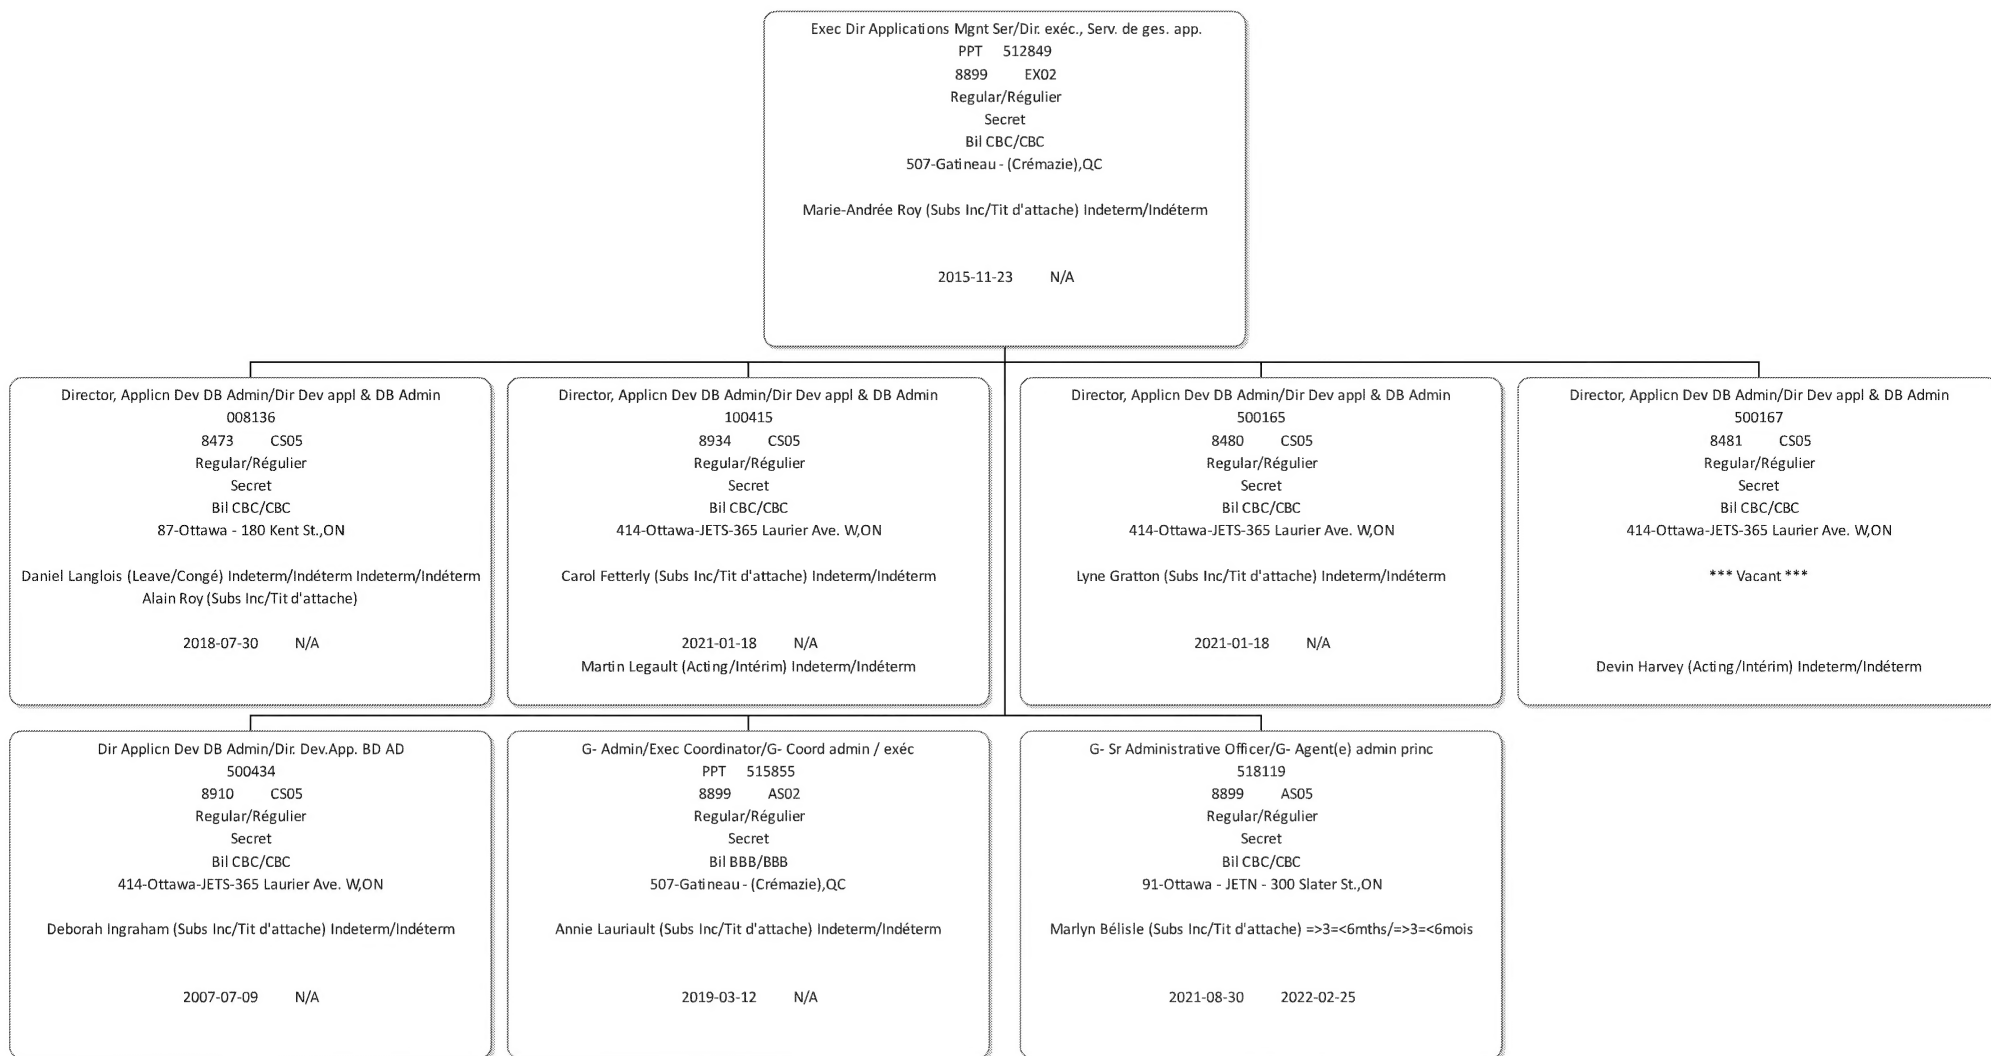 Exec Dir Applications Mgnt Ser/Dir. exéc., Serv. de ges. app.
PPT 512849
8899 EX02
Regular/Régulier
Secret
Bil CBC/CBC
507-Gatineau - (Crémazie),QC
Marie-Andrée Roy (Subs Inc/Tit d'attache) Indeterm/Indéterm
2015-11-23 N/A
Director, Applicn Dev DB Admin/Dir Dev appl & DB Admin
008136
8473 CS05
Regular/Régulier
Secret
Bil CBC/CBC
87-Ottawa - 180 Kent St.,ON
Daniel Langlois (Leave/Congé) Indeterm/Indéterm Indeterm/Indéterm
Alain Roy (Subs Inc/Tit d'attache)
2018-07-30 N/A
Director, Applicn Dev DB Admin/Dir Dev appl & DB Admin
100415
8934 CS05
Regular/Régulier
Secret
Bil CBC/CBC
414-Ottawa-JETS-365 Laurier Ave. W,ON
Carol Fetterly (Subs Inc/Tit d'attache) Indeterm/Indéterm
2021-01-18 N/A
Martin Legault (Acting/Intérim) Indeterm/Indéterm
Director, Applicn Dev DB Admin/Dir Dev appl & DB Admin
500165
8480 CS05
Regular/Régulier
Secret
Bil CBC/CBC
414-Ottawa-JETS-365 Laurier Ave. W,ON
Lyne Gratton (Subs Inc/Tit d'attache) Indeterm/Indéterm
2021-01-18 N/A
Director, Applicn Dev DB Admin/Dir Dev appl & DB Admin
500167
8481 CS05
Regular/Régulier
Secret
Bil CBC/CBC
414-Ottawa-JETS-365 Laurier Ave. W,ON
*** Vacant ***
Devin Harvey (Acting/Intérim) Indeterm/Indéterm
Dir Applicn Dev DB Admin/Dir. Dev.App. BD AD
500434
8910 CS05
Regular/Régulier
Secret
Bil CBC/CBC
414-Ottawa-JETS-365 Laurier Ave. W,ON
Deborah Ingraham (Subs Inc/Tit d'attache) Indeterm/Indéterm
2007-07-09 N/A
G- Admin/Exec Coordinator/G- Coord admin / exéc
PPT 515855
8899 AS02
Regular/Régulier
Secret
Bil BBB/BBB
507-Gatineau - (Crémazie),QC
Annie Lauriault (Subs Inc/Tit d'attache) Indeterm/Indéterm
2019-03-12 N/A
G- Sr Administrative Officer/G- Agent(e) admin princ
518119
8899 AS05
Regular/Régulier
Secret
Bil CBC/CBC
91-Ottawa - JETN - 300 Slater St.,ON
Marlyn Bélisle (Subs Inc/Tit d'attache) =>3=<6mths/=>3=<6mois
2021-08-30 2022-02-25